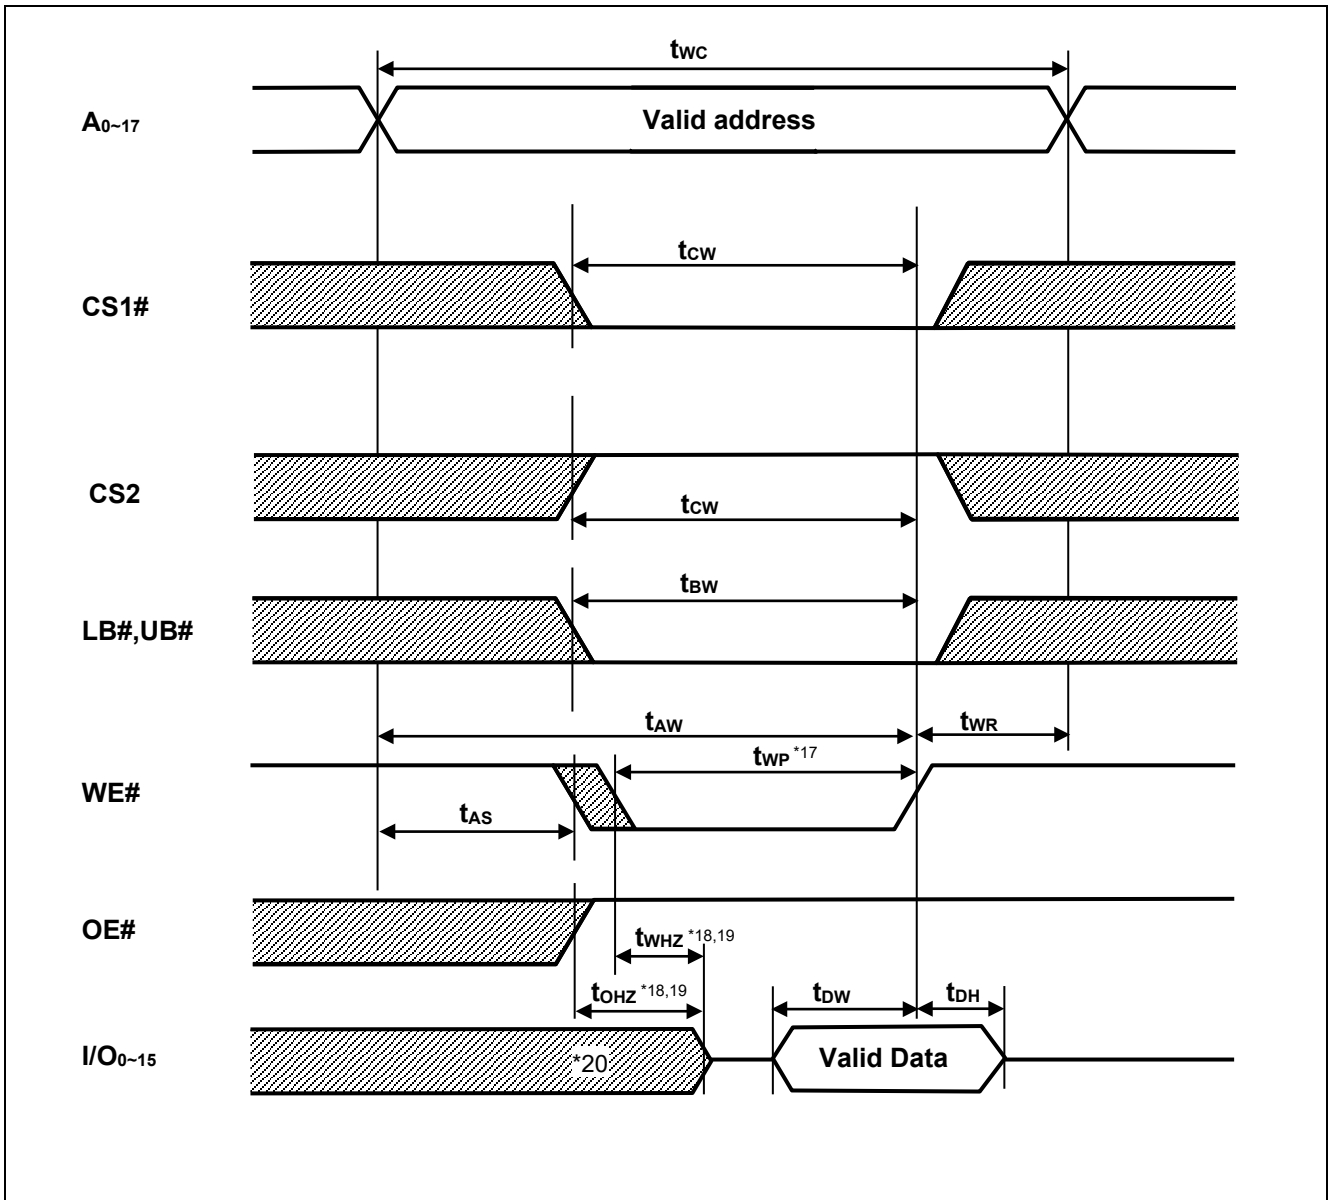 tWC
A0~17
Valid address
tCW
CS1#
CS2
tCW
tBW
LB#,UB#
tAW
tWR
tWP *17
WE#
tAS
OE#
tWHZ *18,19
tOHZ *18,19
tDW
tDH
I/O0~15
*20
Valid Data